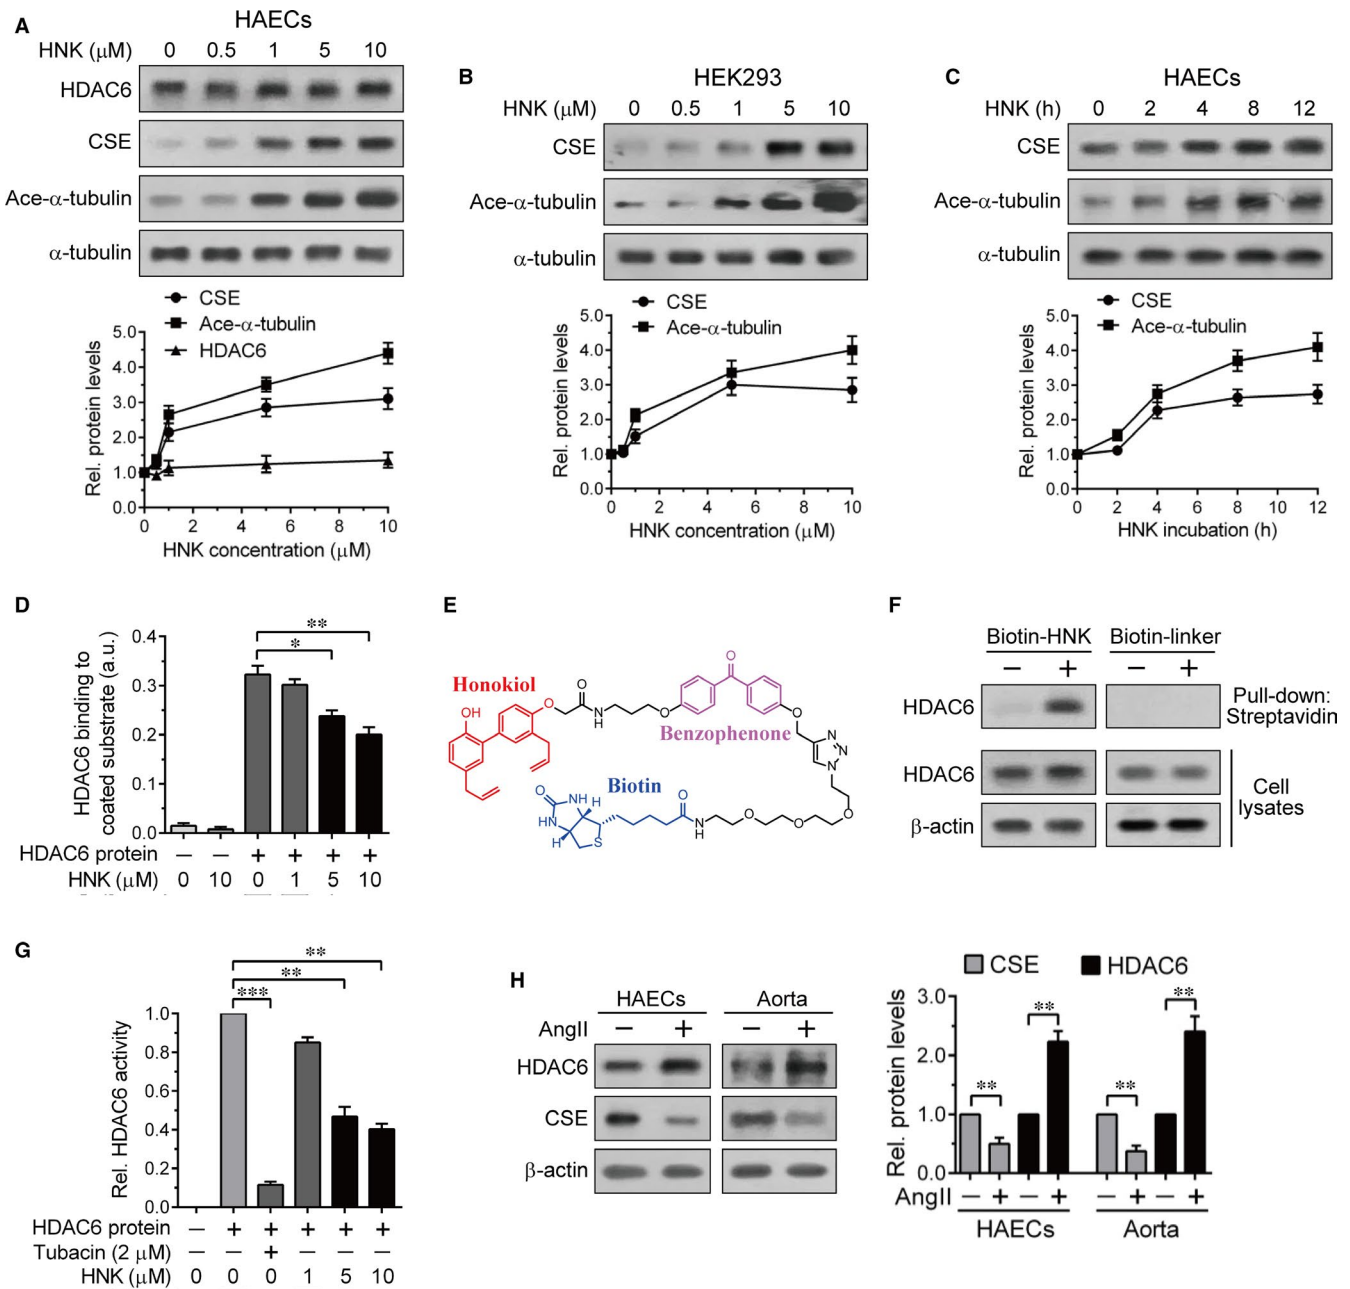 A
HAECs
HNK (μM) 0 0.5 1 5 10
HDAC6
CSE
Ace-α-tubulin
α-tubulin
CSE
Ace-α-tubulin
HDAC6
5.0
4.0
3.0
2.0
1.0
0.0
Rel. protein levels
0 2 4 6 8 10
HNK concentration (μM)
B
HEK293
HNK (μM) 0 0.5 1 5 10
CSE
Ace-α-tubulin
α-tubulin
CSE
Ace-α-tubulin
5.0
4.0
3.0
2.0
1.0
0.0
Rel. protein levels
0 2 4 6 8 10
HNK concentration (μM)
C
HAECs
HNK (h) 0 2 4 8 12
CSE
Ace-α-tubulin
α-tubulin
CSE
Ace-α-tubulin
5.0
4.0
3.0
2.0
1.0
0.0
Rel. protein levels
0 2 4 6 8 10 12
HNK incubation (h)
D
HDAC6 binding to
coated substrate (a.u.)
0.4
0.3
0.2
0.1
0.0
**
*
HDAC6 protein — — + + + +
HNK (μM) 0 10 0 1 5 10
E
Honokiol
OH
O
O
N
H
O
O
Benzophenone
O
N
N
N
Biotin
O
NH
HN
H
H
S
O
N
H
O
O
O
F
Biotin-HNK Biotin-linker
— + — +
HDAC6
Pull-down:
Streptavidin
HDAC6
β-actin
Cell
lysates
G
Rel. HDAC6 activity
1.0
0.8
0.6
0.4
0.2
0.0
**
**
***
HDAC6 protein — + + + + +
Tubacin (2 μM) — — + — — —
HNK (μM) 0 0 0 1 5 10
H
HAECs Aorta
AngII — + — +
HDAC6
CSE
β-actin
CSE HDAC6
3.0
2.0
1.0
0.0
Rel. protein levels
** ** ** **
AngII — + — + — + — +
HAECs Aorta